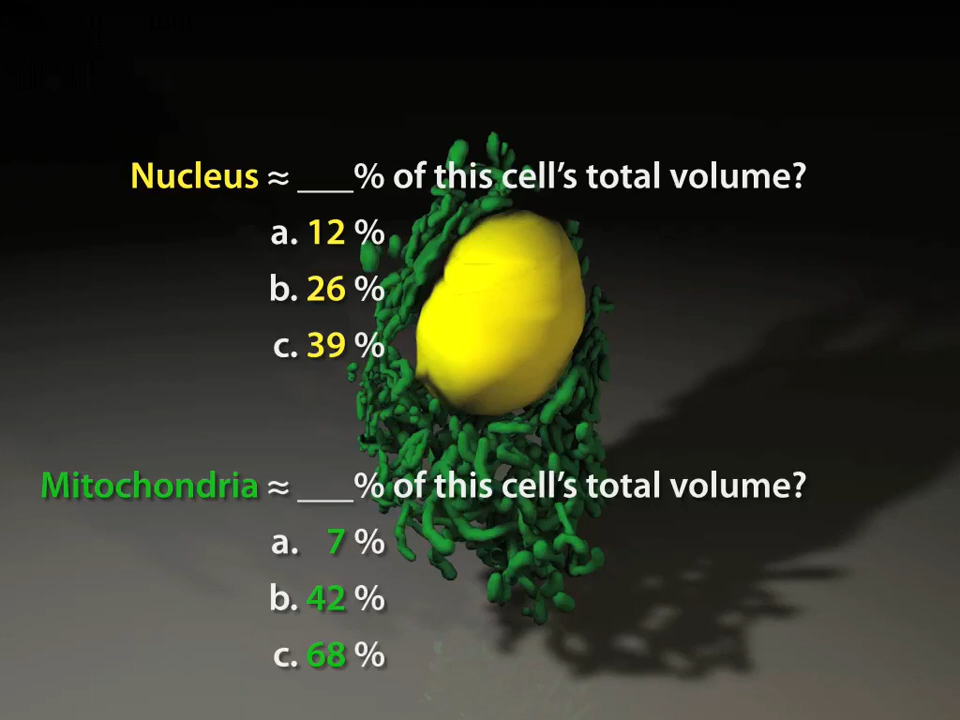 Nucleus ≈ ___% of this cell's total volume?
a. 12 %
b. 26 %
c. 39 %
Mitochondria ≈ ___% of this cell's total volume?
a. 7 %
b. 42 %
c. 68 %